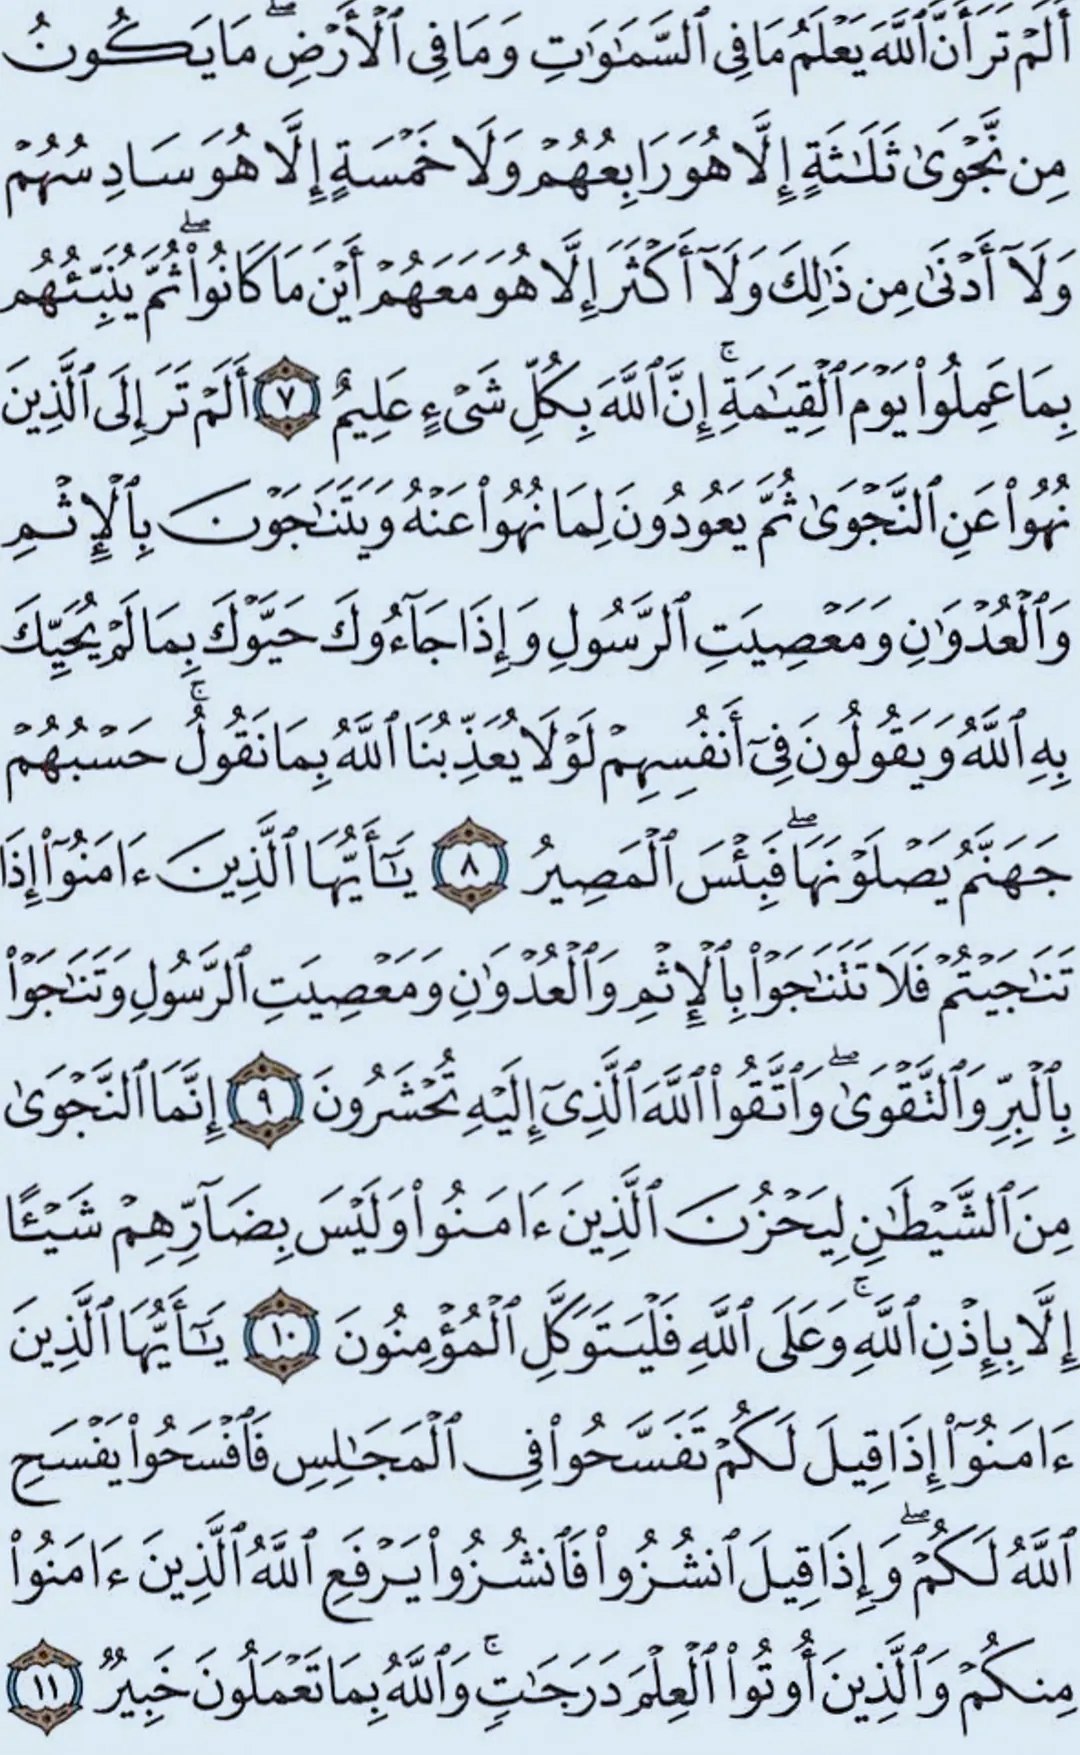 أَلَمْ تَرَ أَنَّ ٱللَّهَ يَعْلَمُ مَا فِى ٱلسَّمَـٰوَٰتِ وَمَا فِى ٱلْأَرْضِ ۖ مَا يَكُونُ
مِن نَّجْوَىٰ ثَلَـٰثَةٍ إِلَّا هُوَ رَابِعُهُمْ وَلَا خَمْسَةٍ إِلَّا هُوَ سَادِسُهُمْ
وَلَآ أَدْنَىٰ مِن ذَٰلِكَ وَلَآ أَكْثَرَ إِلَّا هُوَ مَعَهُمْ أَيْنَ مَا كَانُوا۟ ۖ ثُمَّ يُنَبِّئُهُم
بِمَا عَمِلُوا۟ يَوْمَ ٱلْقِيَـٰمَةِ ۚ إِنَّ ٱللَّهَ بِكُلِّ شَىْءٍ عَلِيمٌ ٧ أَلَمْ تَرَ إِلَى ٱلَّذِينَ
نُهُوا۟ عَنِ ٱلنَّجْوَىٰ ثُمَّ يَعُودُونَ لِمَا نُهُوا۟ عَنْهُ وَيَتَنَـٰجَوْنَ بِٱلْإِثْمِ
وَٱلْعُدْوَٰنِ وَمَعْصِيَتِ ٱلرَّسُولِ وَإِذَا جَآءُوكَ حَيَّوْكَ بِمَا لَمْ يُحَيِّكَ
بِهِ ٱللَّهُ وَيَقُولُونَ فِىٓ أَنفُسِهِمْ لَوْلَا يُعَذِّبُنَا ٱللَّهُ بِمَا نَقُولُ ۚ حَسْبُهُمْ
جَهَنَّمُ يَصْلَوْنَهَا ۖ فَبِئْسَ ٱلْمَصِيرُ ٨ يَـٰٓأَيُّهَا ٱلَّذِينَ ءَامَنُوٓا۟ إِذَا
تَنَـٰجَيْتُمْ فَلَا تَتَنَـٰجَوْا۟ بِٱلْإِثْمِ وَٱلْعُدْوَٰنِ وَمَعْصِيَتِ ٱلرَّسُولِ وَتَنَـٰجَوْا۟
بِٱلْبِرِّ وَٱلتَّقْوَىٰ ۖ وَٱتَّقُوا۟ ٱللَّهَ ٱلَّذِىٓ إِلَيْهِ تُحْشَرُونَ ٩ إِنَّمَا ٱلنَّجْوَىٰ
مِنَ ٱلشَّيْطَـٰنِ لِيَحْزُنَ ٱلَّذِينَ ءَامَنُوا۟ وَلَيْسَ بِضَآرِّهِمْ شَيْـًٔا
إِلَّا بِإِذْنِ ٱللَّهِ ۚ وَعَلَى ٱللَّهِ فَلْيَتَوَكَّلِ ٱلْمُؤْمِنُونَ ١٠ يَـٰٓأَيُّهَا ٱلَّذِينَ
ءَامَنُوٓا۟ إِذَا قِيلَ لَكُمْ تَفَسَّحُوا۟ فِى ٱلْمَجَـٰلِسِ فَٱفْسَحُوا۟ يَفْسَحِ
ٱللَّهُ لَكُمْ ۖ وَإِذَا قِيلَ ٱنشُزُوا۟ فَٱنشُزُوا۟ يَرْفَعِ ٱللَّهُ ٱلَّذِينَ ءَامَنُوا۟
مِنكُمْ وَٱلَّذِينَ أُوتُوا۟ ٱلْعِلْمَ دَرَجَـٰتٍ ۚ وَٱللَّهُ بِمَا تَعْمَلُونَ خَبِيرٌ ١١